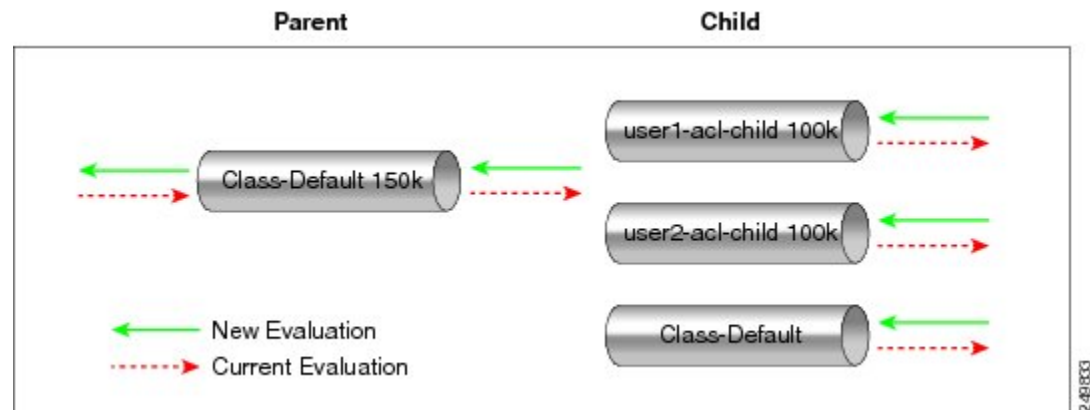 Parent
Child
user1-acl-child 100k
Class-Default 150k
user2-acl-child 100k
New Evaluation
Class-Default
Current Evaluation
249833